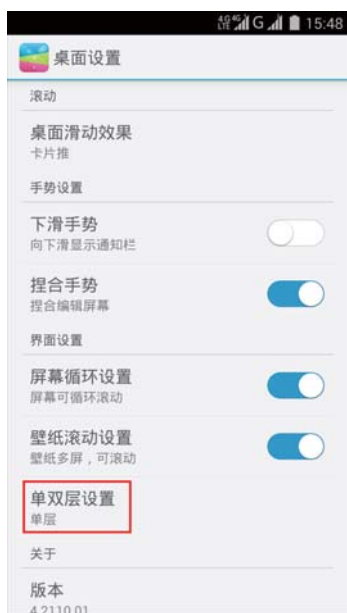 4G 4G LTE G 15:48
桌面设置
滚动
桌面滑动效果
卡片推
手势设置
下滑手势
向下滑显示通知栏
捏合手势
捏合编辑屏幕
界面设置
屏幕循环设置
屏幕可循环滚动
壁纸滚动设置
壁纸多屏，可滚动
单双层设置
单层
关于
版本
4.2110.01